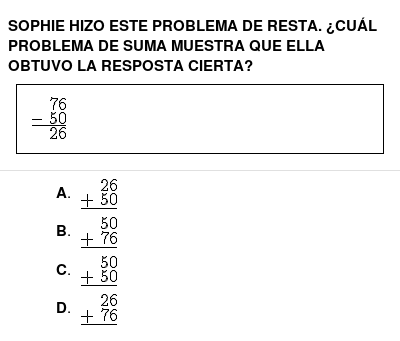 SOPHIE HIZO ESTE PROBLEMA DE RESTA. ¿CUÁL
PROBLEMA DE SUMA MUESTRA QUE ELLA
OBTUVO LA RESPOSTA CIERTA?
76
− 50
26
A. 26
+ 50
B. 50
+ 76
C. 50
+ 50
D. 26
+ 76